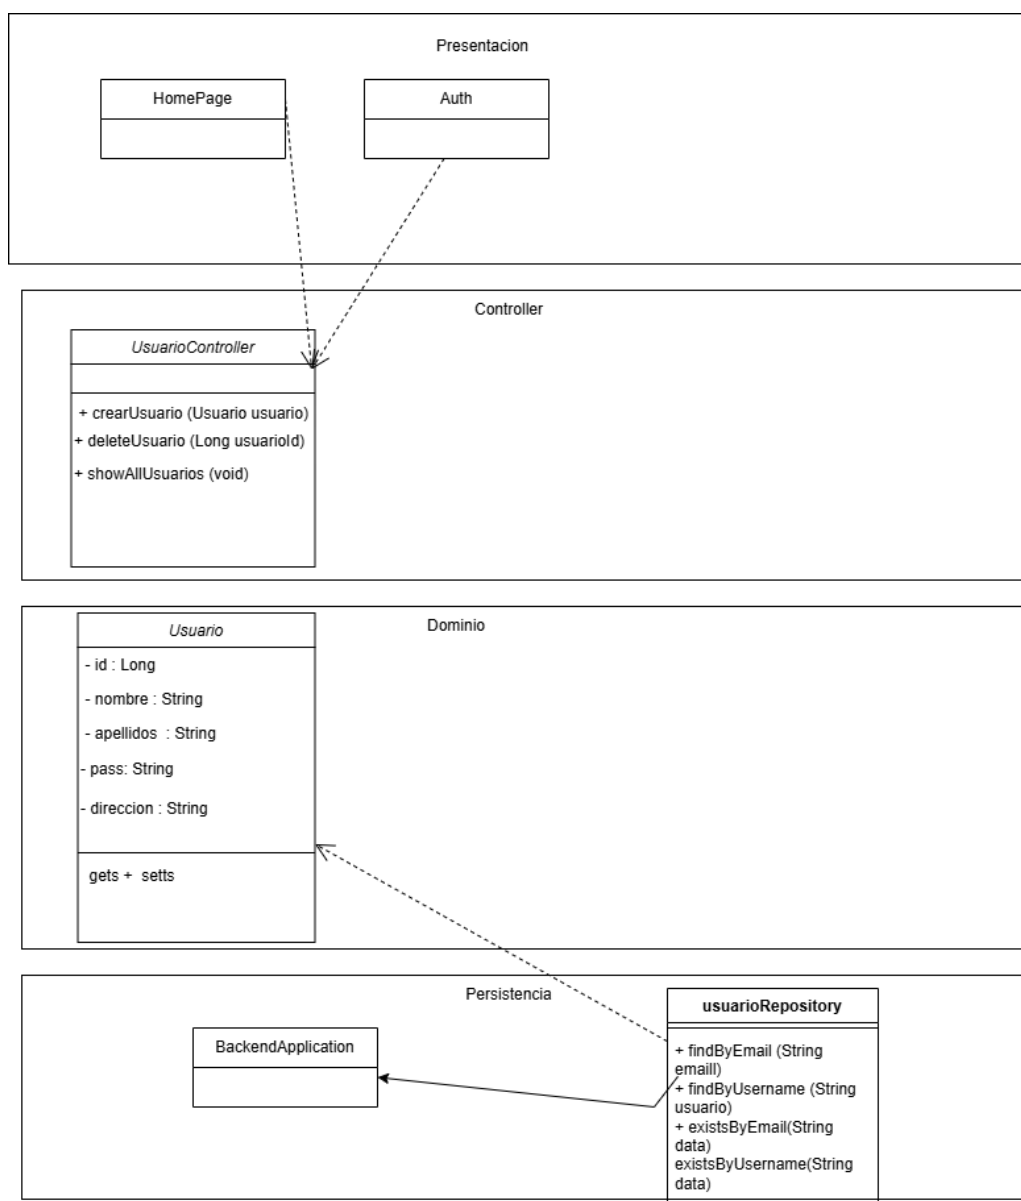 Presentacion
HomePage
Auth
Controller
UsuarioController
+ crearUsuario (Usuario usuario)
+ deleteUsuario (Long usuarioId)
+ showAllUsuarios (void)
Dominio
Usuario
- id : Long
- nombre : String
- apellidos : String
- pass: String
- direccion : String
gets + setts
Persistencia
BackendApplication
usuarioRepository
+ findByEmail (String
emaill)
+ findByUsername (String
usuario)
+ existsByEmail(String
data)
existsByUsername(String
data)